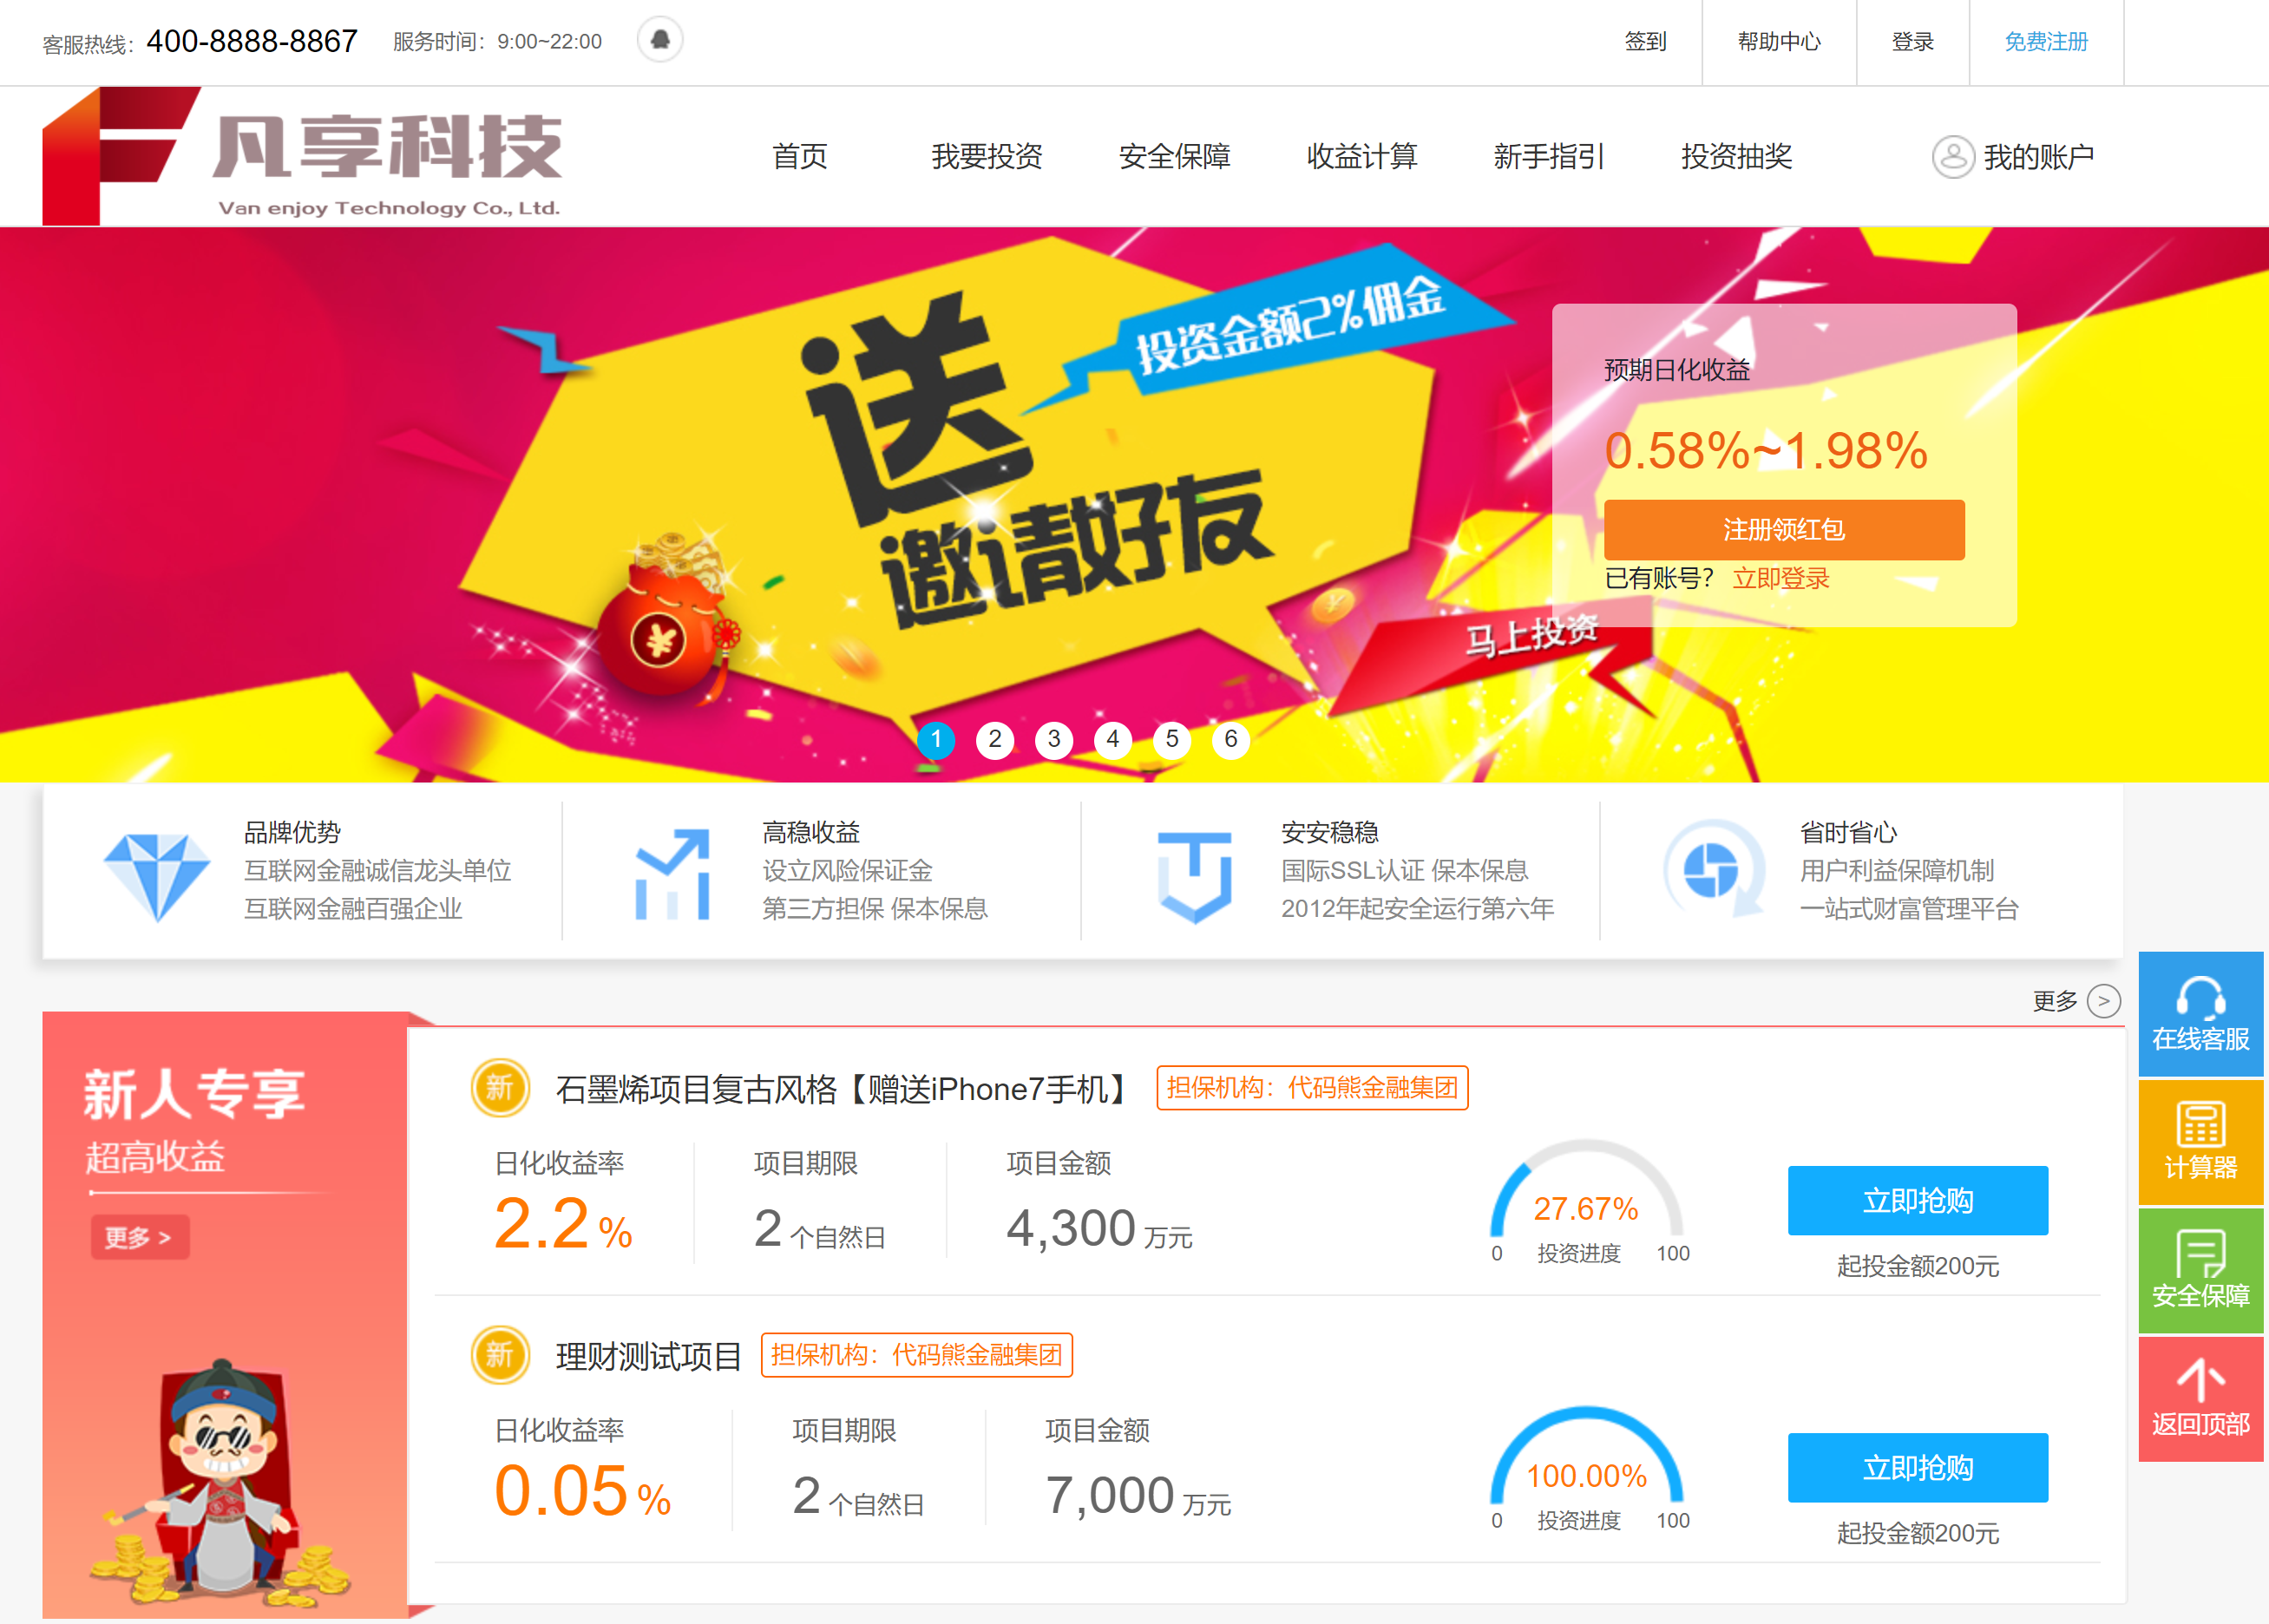 客服热线：400-8888-8867 服务时间：9:00~22:00
签到 帮助中心 登录 免费注册
凡享科技
Van enjoy Technology Co., Ltd.
首页 我要投资 安全保障 收益计算 新手指引 投资抽奖 我的账户
送
投资金额2%佣金
邀请好友
马上投资
预期日化收益
0.58%~1.98%
注册领红包
已有账号？ 立即登录
1 2 3 4 5 6
品牌优势
互联网金融诚信龙头单位
互联网金融百强企业
高稳收益
设立风险保证金
第三方担保 保本保息
安安稳稳
国际SSL认证 保本保息
2012年起安全运行第六年
省时省心
用户利益保障机制
一站式财富管理平台
更多 >
新人专享
超高收益
更多 >
新 石墨烯项目复古风格【赠送iPhone7手机】 担保机构：代码熊金融集团
日化收益率 项目期限 项目金额
2.2 % 2 个自然日 4,300 万元
27.67%
0 投资进度 100
立即抢购
起投金额200元
新 理财测试项目 担保机构：代码熊金融集团
日化收益率 项目期限 项目金额
0.05 % 2 个自然日 7,000 万元
100.00%
0 投资进度 100
立即抢购
起投金额200元
在线客服
计算器
安全保障
返回顶部